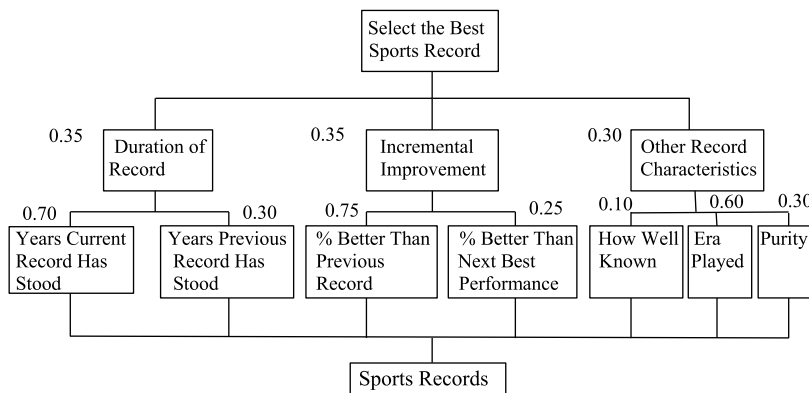 Select the Best
Sports Record
0.35
Duration of
Record
0.35
Incremental
Improvement
0.30
Other Record
Characteristics
0.70
Years Current
Record Has
Stood
0.30
Years Previous
Record Has
Stood
0.75
% Better Than
Previous
Record
0.25
% Better Than
Next Best
Performance
0.10
How Well
Known
0.60
Era
Played
0.30
Purity
Sports Records